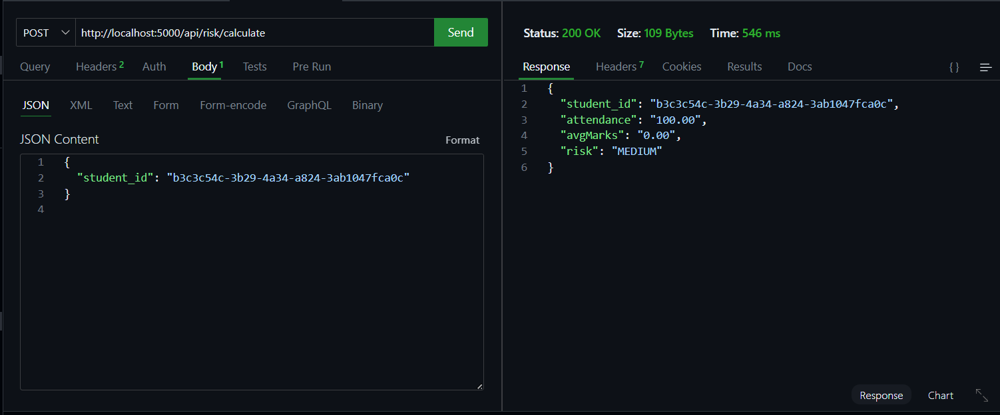 POST http://localhost:5000/api/risk/calculate Send
Query Headers 2 Auth Body 1 Tests Pre Run
JSON XML Text Form Form-encode GraphQL Binary
JSON Content Format
1 {
2 "student_id": "b3c3c54c-3b29-4a34-a824-3ab1047fca0c"
3 }
4
Status: 200 OK Size: 109 Bytes Time: 546 ms
Response Headers 7 Cookies Results Docs { }
1 {
2 "student_id": "b3c3c54c-3b29-4a34-a824-3ab1047fca0c",
3 "attendance": "100.00",
4 "avgMarks": "0.00",
5 "risk": "MEDIUM"
6 }
Response Chart